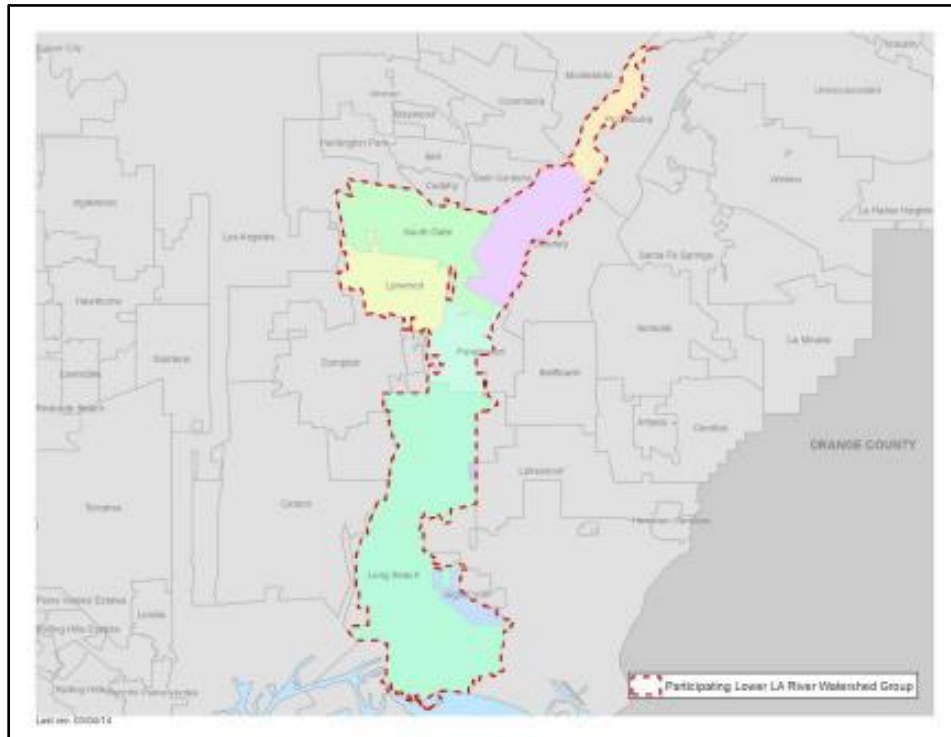 Montebello
Commerce
Vernon
Maywood
Huntington Park
Bell
Bell Gardens
Cudahy
Pico Rivera
Whittier
La Habra Heights
Inglewood
Los Angeles
South Gate
Downey
Santa Fe Springs
Lynwood
Hawthorne
Gardena
Norwalk
La Mirada
Compton
Paramount
Bellflower
Lawndale
Redondo Beach
Artesia
Cerritos
ORANGE COUNTY
Lakewood
Torrance
Carson
Hawaiian Gardens
Long Beach
Signal Hill
Palos Verdes Estates
Lomita
Rolling Hills Estates
Rolling Hills
Rancho Palos Verdes
Participating Lower LA River Watershed Group